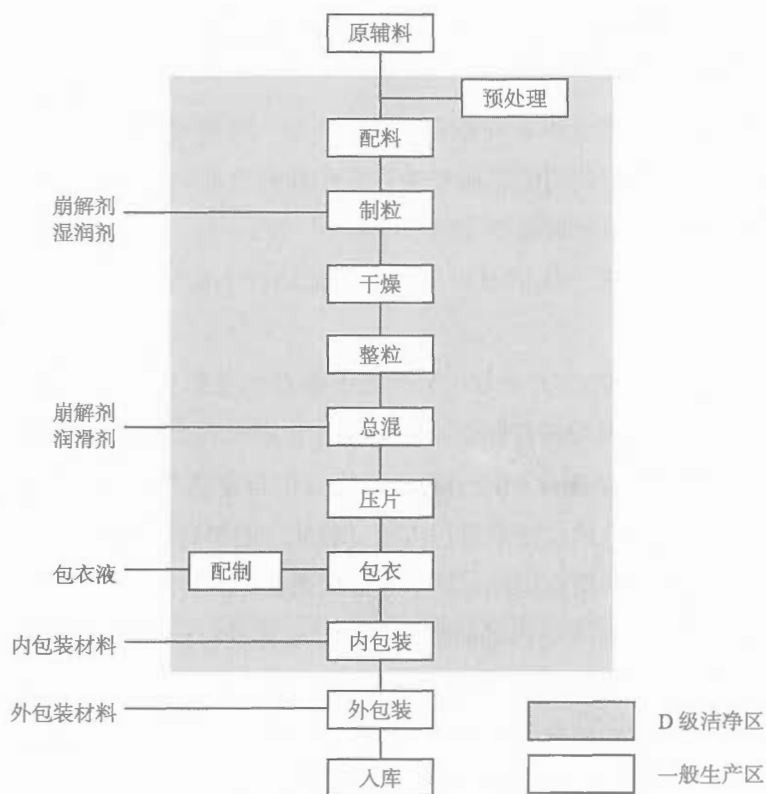 原辅料
预处理
配料
崩解剂
湿润剂
制粒
干燥
整粒
崩解剂
润滑剂
总混
压片
包衣液
配制
包衣
内包装材料
内包装
外包装材料
外包装
D 级洁净区
一般生产区
入库